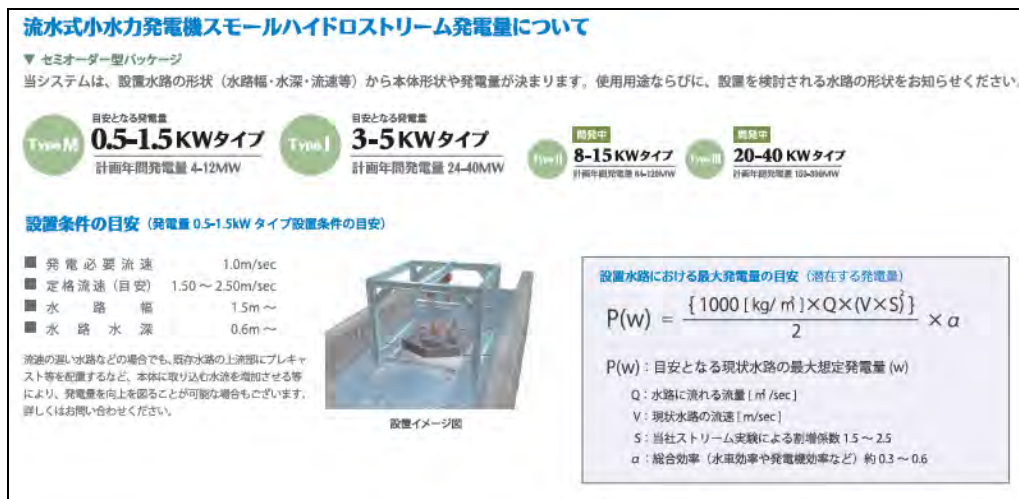 流水式小水力発電機スモールハイドロストリーム発電量について
▼ セミオーダー型パッケージ
当システムは、設置水路の形状（水路幅・水深・流速等）から本体形状や発電量が決まります。使用用途ならびに、設置を検討される水路の形状をお知らせください。
Type M
目安となる発電量
0.5-1.5KWタイプ
計画年間発電量 4-12MW
Type I
目安となる発電量
3-5KWタイプ
計画年間発電量 24-40MW
Type II
開発中
8-15KWタイプ
計画年間発電量
Type III
開発中
20-40 KWタイプ
計画年間発電量
設置条件の目安（発電量 0.5-1.5kW タイプ設置条件の目安）
■ 発電必要流速 1.0m/sec
■ 定格流速（目安） 1.50～2.50m/sec
■ 水路幅 1.5m～
■ 水路水深 0.6m～
流速の遅い水路などの場合でも、既存水路の上流部にプレキャ
スト等を配置するなど、本体に取り込む水流を増加させる等
により、発電量を向上を図ることが可能な場合もございます。
詳しくはお問い合わせください。
設置イメージ図
設置水路における最大発電量の目安（潜在する発電量）
P(w) = {1000[kg/㎥]×Q×(V×S)²} / 2 × α
P(w)：目安となる現状水路の最大想定発電量(w)
Q：水路に流れる流量[㎥/sec]
V：現状水路の流速[m/sec]
S：当社ストリーム実験による割増係数 1.5～2.5
α：総合効率（水車効率や発電機効率など）約0.3～0.6